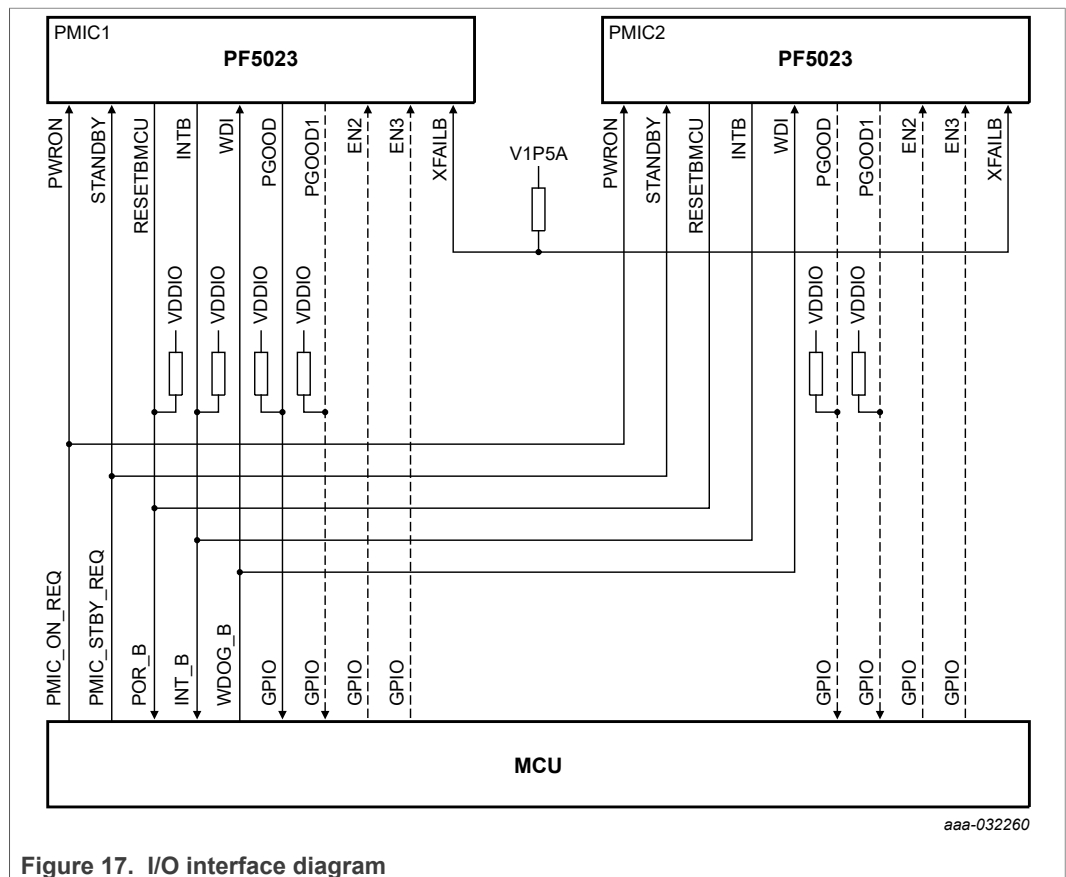 PMIC1
PF5023
PMIC2
PF5023
PWRON
STANDBY
RESETBMCU
INTB
WDI
PGOOD
PGOOD1
EN2
EN3
XFAILB
V1P5A
PWRON
STANDBY
RESETBMCU
INTB
WDI
PGOOD
PGOOD1
EN2
EN3
XFAILB
VDDIO
VDDIO
VDDIO
VDDIO
VDDIO
VDDIO
PMIC_ON_REQ
PMIC_STBY_REQ
POR_B
INT_B
WDOG_B
GPIO
GPIO
GPIO
GPIO
GPIO
GPIO
GPIO
GPIO
MCU
aaa-032260
Figure 17. I/O interface diagram